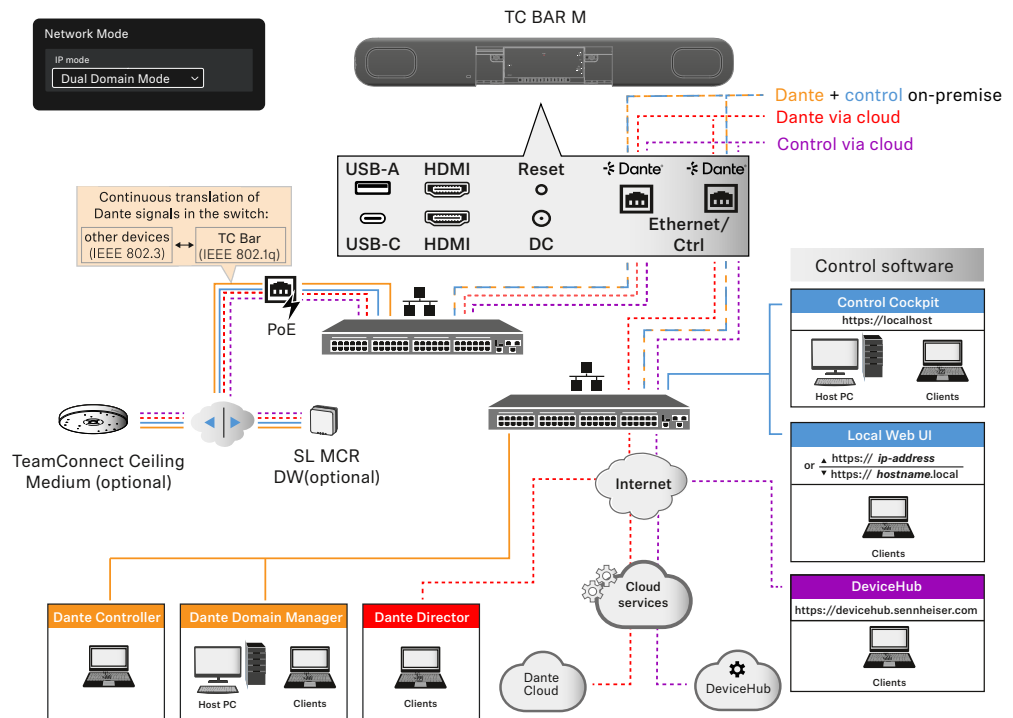 TC BAR M
Network Mode
IP mode
Dual Domain Mode
Dante + control on-premise
Dante via cloud
Control via cloud
USB-A
HDMI
Reset
Dante
Dante
USB-C
HDMI
DC
Ethernet/
Ctrl
Continuous translation of
Dante signals in the switch:
other devices
(IEEE 802.3)
TC Bar
(IEEE 802.1q)
PoE
TeamConnect Ceiling
Medium (optional)
SL MCR
DW(optional)
Control software
Control Cockpit
https://localhost
Host PC
Clients
Local Web UI
or
https:// ip-address
https:// hostname.local
Clients
DeviceHub
https://devicehub.sennheiser.com
Clients
Internet
Cloud
services
Dante
Cloud
DeviceHub
Dante Controller
Dante Domain Manager
Host PC
Clients
Dante Director
Clients